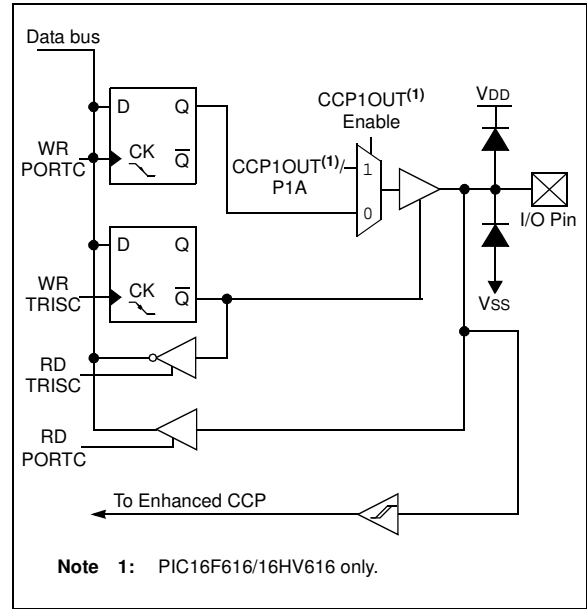 Data bus
D Q
WR
PORTC
CK Q
CCP1OUT(1)
Enable
CCP1OUT(1)/
P1A
1
0
VDD
I/O Pin
VSS
D Q
WR
TRISC
CK Q
RD
TRISC
RD
PORTC
To Enhanced CCP
Note 1: PIC16F616/16HV616 only.